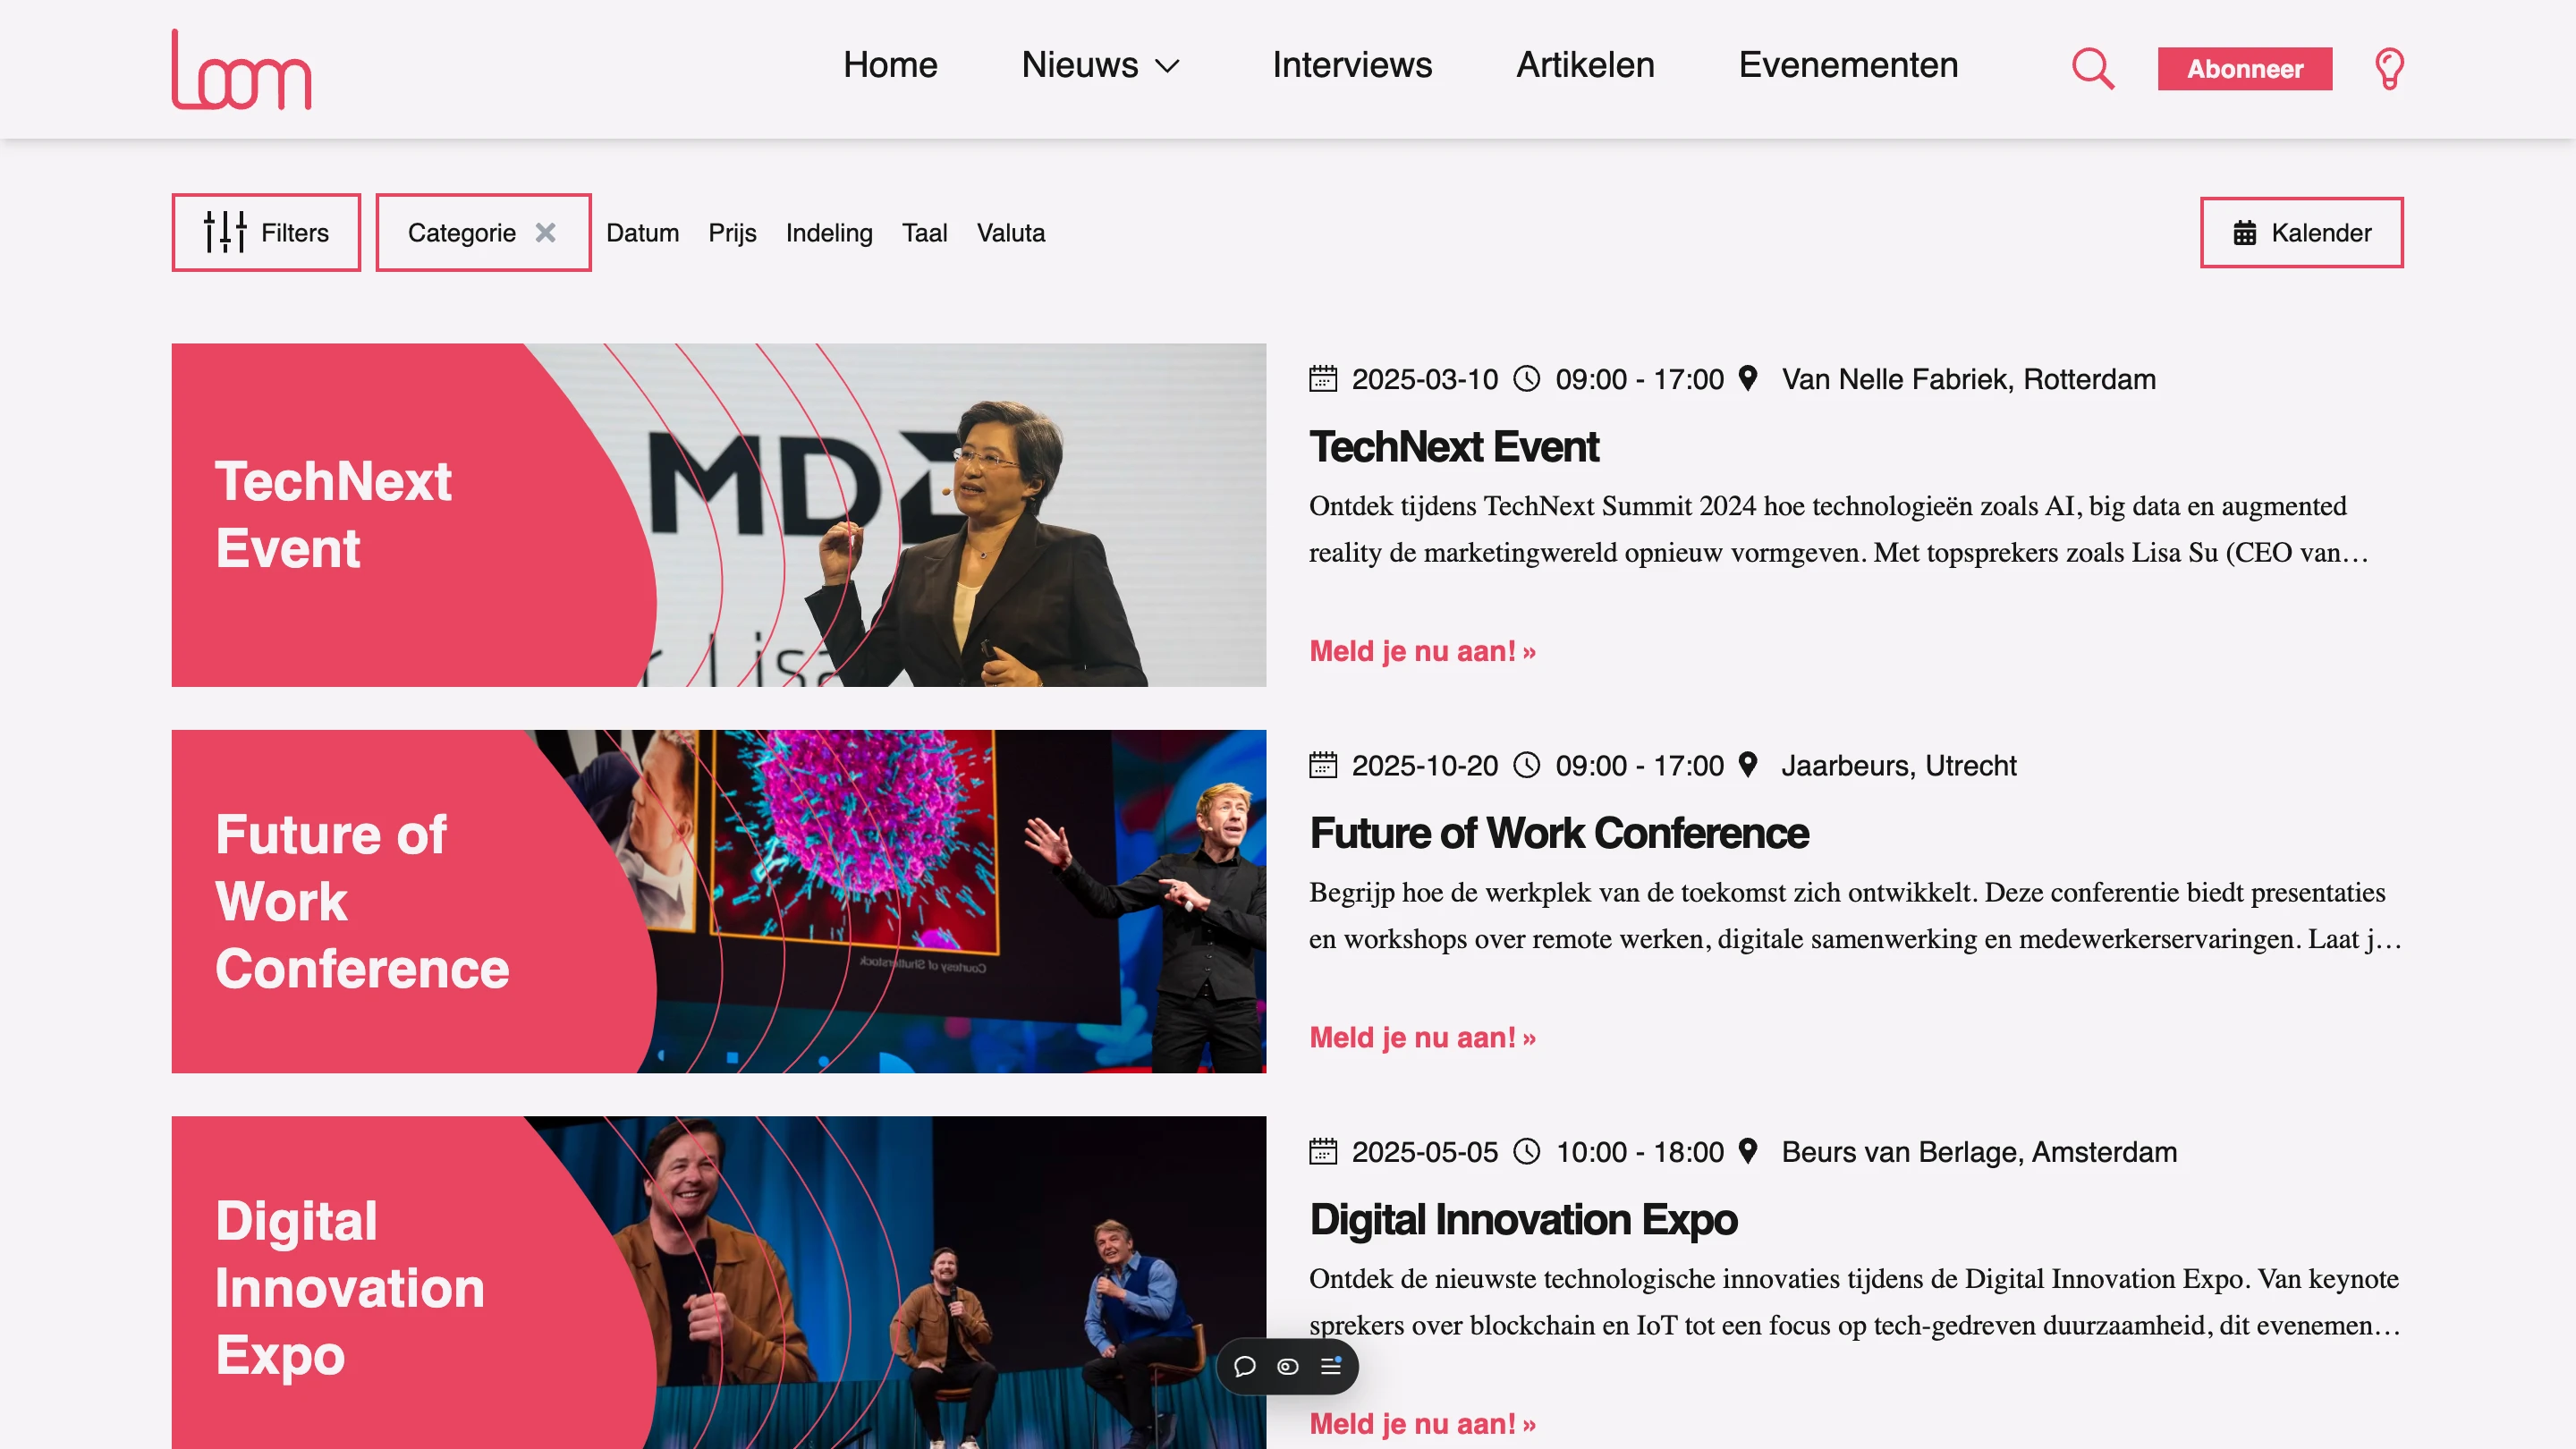 Loom
Home Nieuws Interviews Artikelen Evenementen Abonneer
Filters Categorie Datum Prijs Indeling Taal Valuta Kalender
TechNext
Event
MD
r Lisa
2025-03-10 09:00 - 17:00 Van Nelle Fabriek, Rotterdam
TechNext Event
Ontdek tijdens TechNext Summit 2024 hoe technologieën zoals AI, big data en augmented
reality de marketingwereld opnieuw vormgeven. Met topsprekers zoals Lisa Su (CEO van…
Meld je nu aan! »
Future of
Work
Conference
Courtesy of Shutterstock
2025-10-20 09:00 - 17:00 Jaarbeurs, Utrecht
Future of Work Conference
Begrijp hoe de werkplek van de toekomst zich ontwikkelt. Deze conferentie biedt presentaties
en workshops over remote werken, digitale samenwerking en medewerkerservaringen. Laat j…
Meld je nu aan! »
Digital
Innovation
Expo
2025-05-05 10:00 - 18:00 Beurs van Berlage, Amsterdam
Digital Innovation Expo
Ontdek de nieuwste technologische innovaties tijdens de Digital Innovation Expo. Van keynote
sprekers over blockchain en IoT tot een focus op tech-gedreven duurzaamheid, dit evenemen…
Meld je nu aan! »